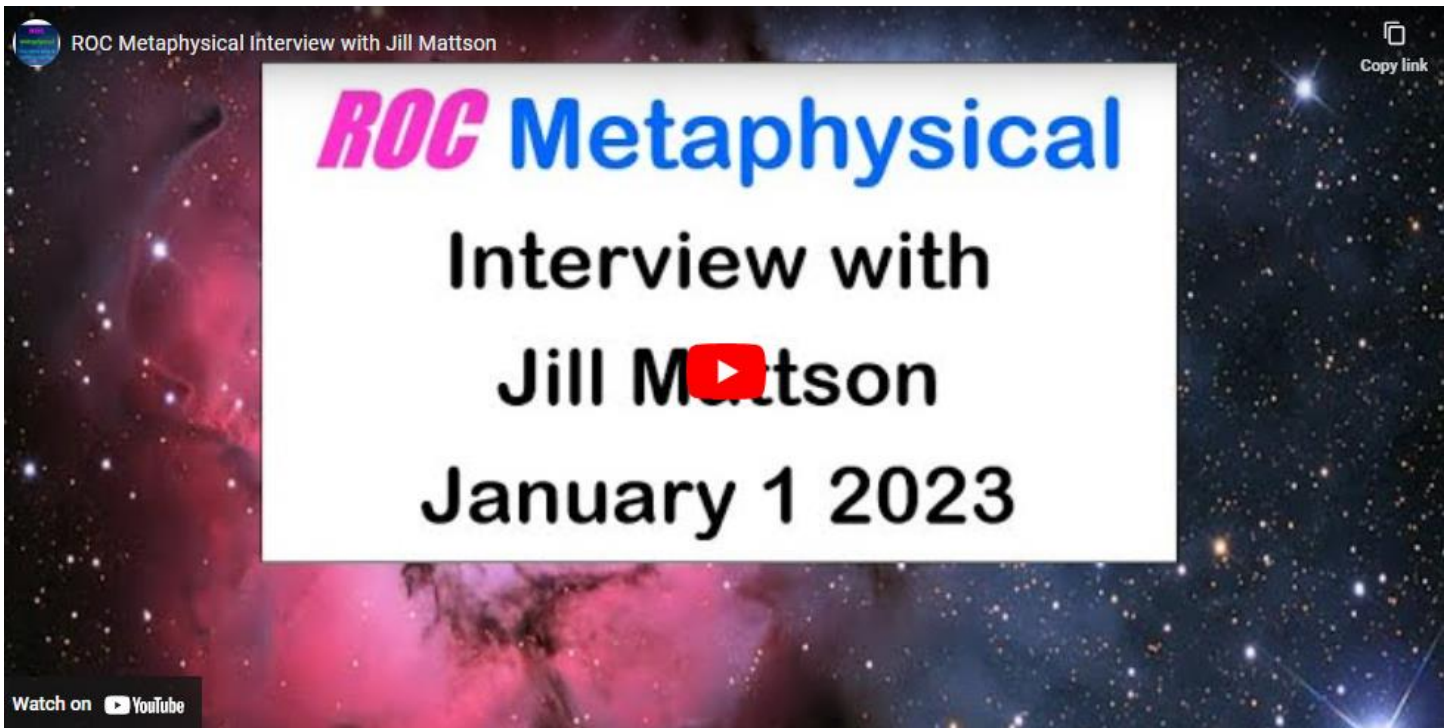 ROC Metaphysical Interview with Jill Mattson
Copy link
ROC Metaphysical
Interview with
Jill Mattson
January 1 2023
Watch on YouTube